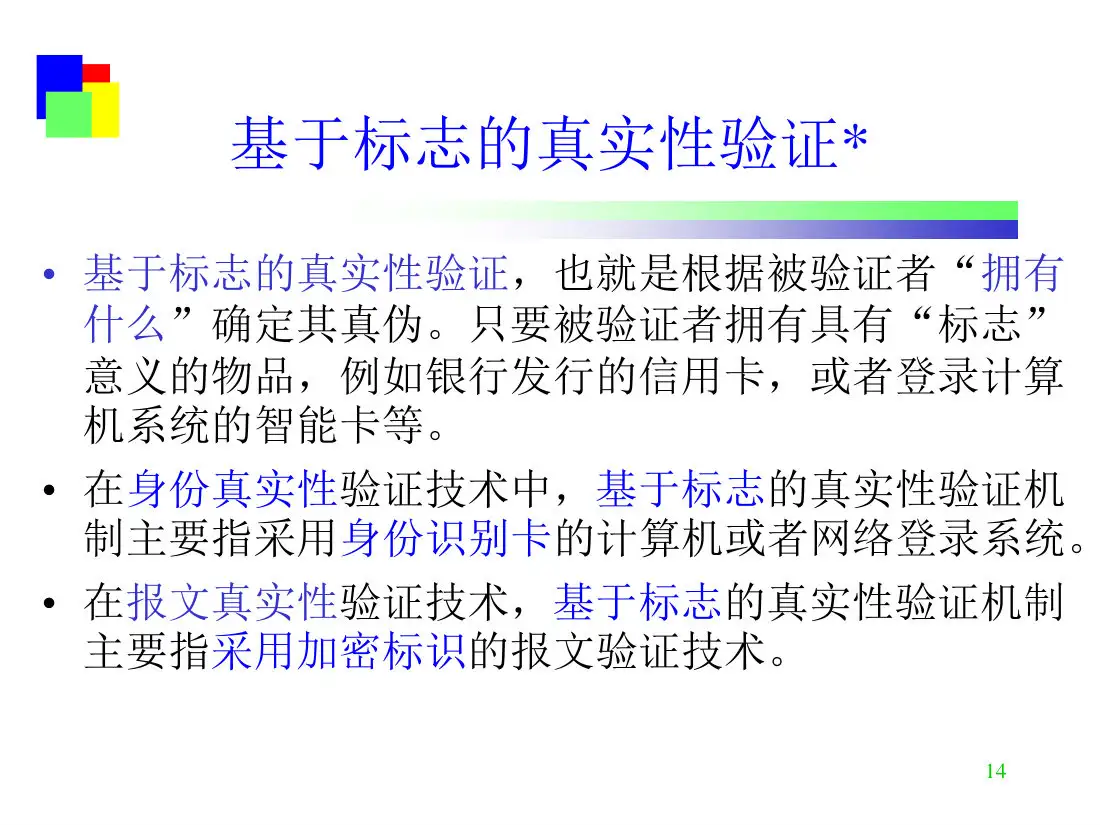 基于标志的真实性验证*
• 基于标志的真实性验证，也就是根据被验证者“拥有
什么”确定其真伪。只要被验证者拥有具有“标志”
意义的物品，例如银行发行的信用卡，或者登录计算
机系统的智能卡等。
• 在身份真实性验证技术中，基于标志的真实性验证机
制主要指采用身份识别卡的计算机或者网络登录系统。
• 在报文真实性验证技术，基于标志的真实性验证机制
主要指采用加密标识的报文验证技术。
14